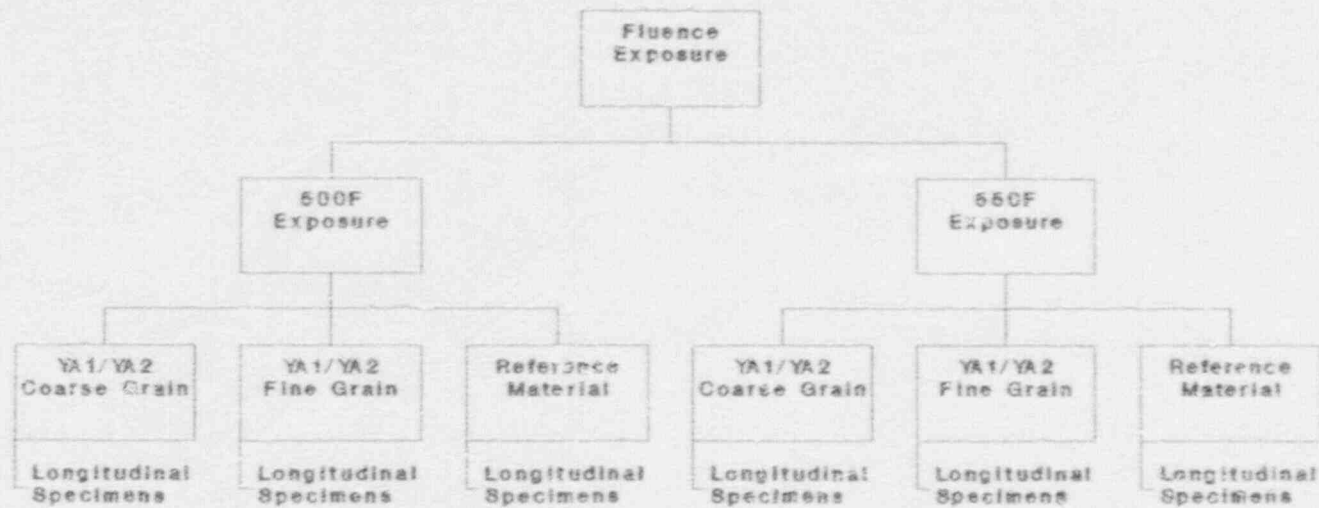 Fluence
Exposure
500F
Exposure
550F
Exposure
YA1/YA2
Coarse Grain
YA1/YA2
Fine Grain
Reference
Material
YA1/YA2
Coarse Grain
YA1/YA2
Fine Grain
Reference
Material
Longitudinal
Specimens
Longitudinal
Specimens
Longitudinal
Specimens
Longitudinal
Specimens
Longitudinal
Specimens
Longitudinal
Specimens